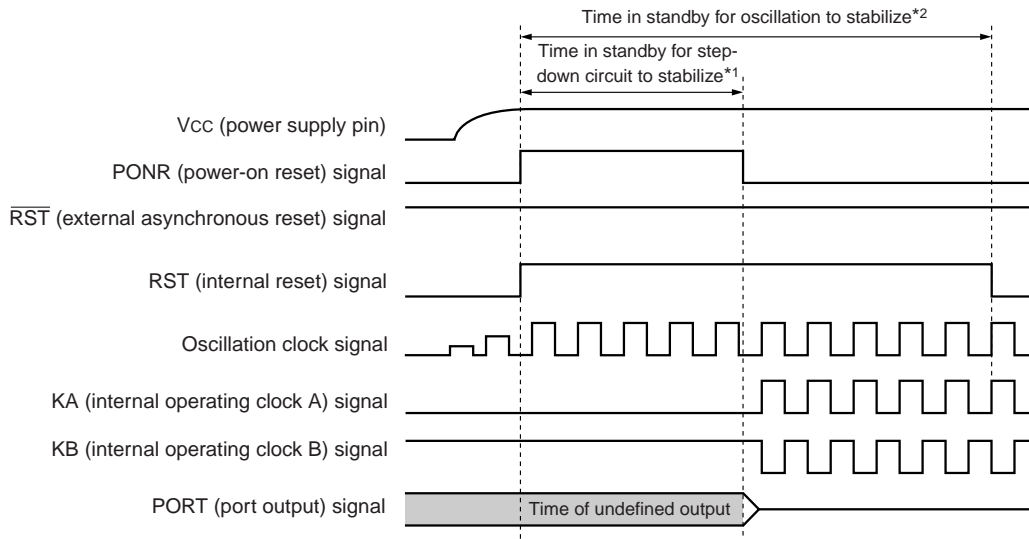 Time in standby for oscillation to stabilize*2
Time in standby for step-
down circuit to stabilize*1
VCC (power supply pin)
PONR (power-on reset) signal
RST (external asynchronous reset) signal
RST (internal reset) signal
Oscillation clock signal
KA (internal operating clock A) signal
KB (internal operating clock B) signal
PORT (port output) signal
Time of undefined output